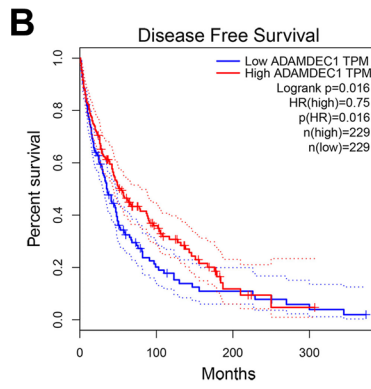 B
Disease Free Survival
Low ADAMDEC1 TPM
High ADAMDEC1 TPM
Logrank p=0.016
HR(high)=0.75
p(HR)=0.016
n(high)=229
n(low)=229
Percent survival
1.0
0.8
0.6
0.4
0.2
0.0
0 100 200 300
Months